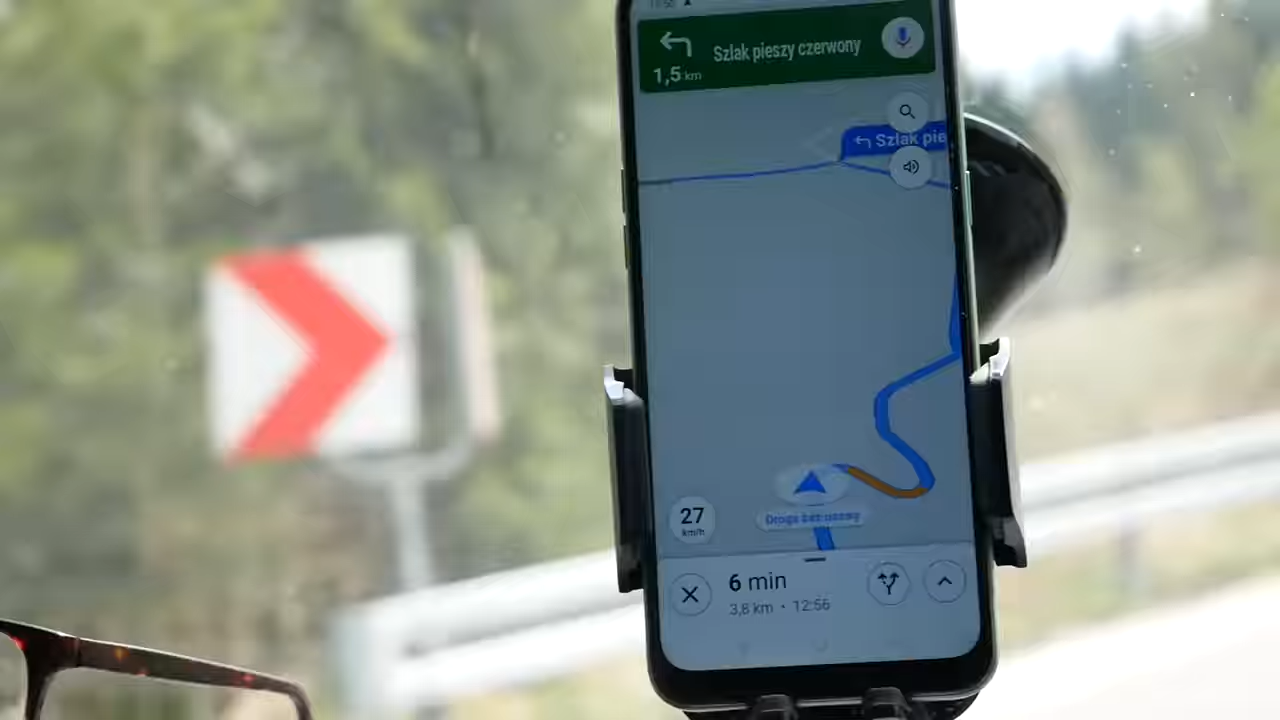 Szlak pieszy czerwony
1,5 km
Szlak pie
27
km/h
6 min
3,8 km • 12:56